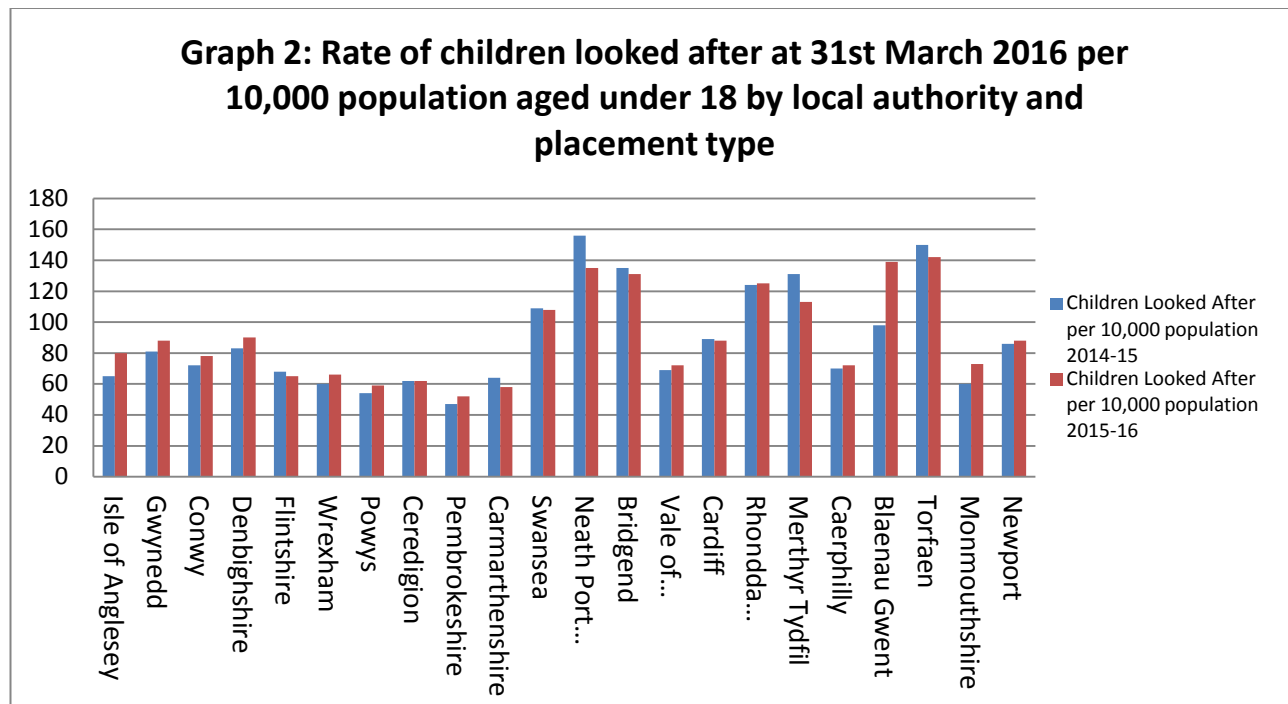 Graph 2: Rate of children looked after at 31st March 2016 per
10,000 population aged under 18 by local authority and
placement type
180
160
140
120
100
80
60
40
20
0
Isle of Anglesey
Gwynedd
Conwy
Denbighshire
Flintshire
Wrexham
Powys
Ceredigion
Pembrokeshire
Carmarthenshire
Swansea
Neath Port...
Bridgend
Vale of...
Cardiff
Rhondda...
Merthyr Tydfil
Caerphilly
Blaenau Gwent
Torfaen
Monmouthshire
Newport
Children Looked After
per 10,000 population
2014-15
Children Looked After
per 10,000 population
2015-16